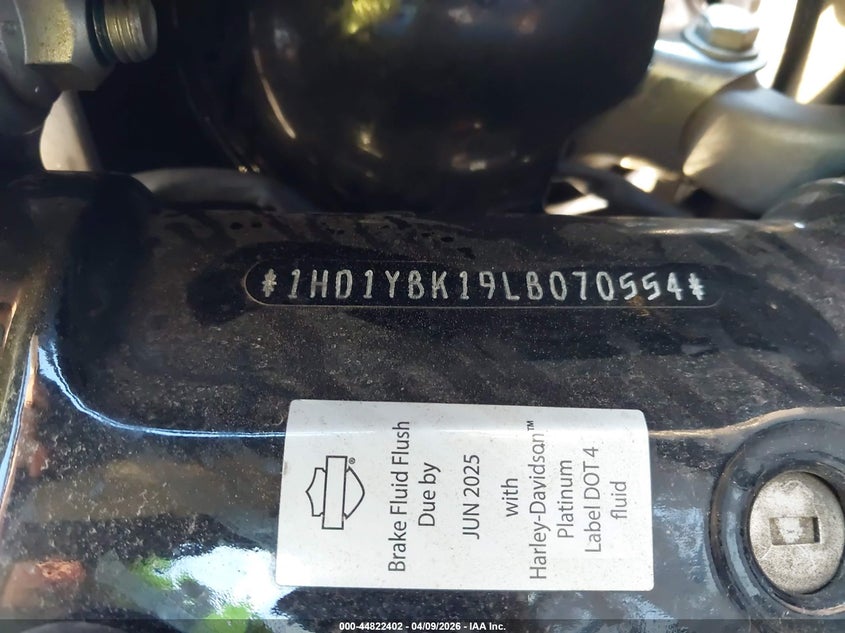 *1HD1YBK19LB070554*
Brake Fluid Flush
Due by
JUN 2025
with
Harley-Davidson™
Platinum
Label DOT 4
fluid
®
000-44822402 - 04/09/2026 - IAA Inc.